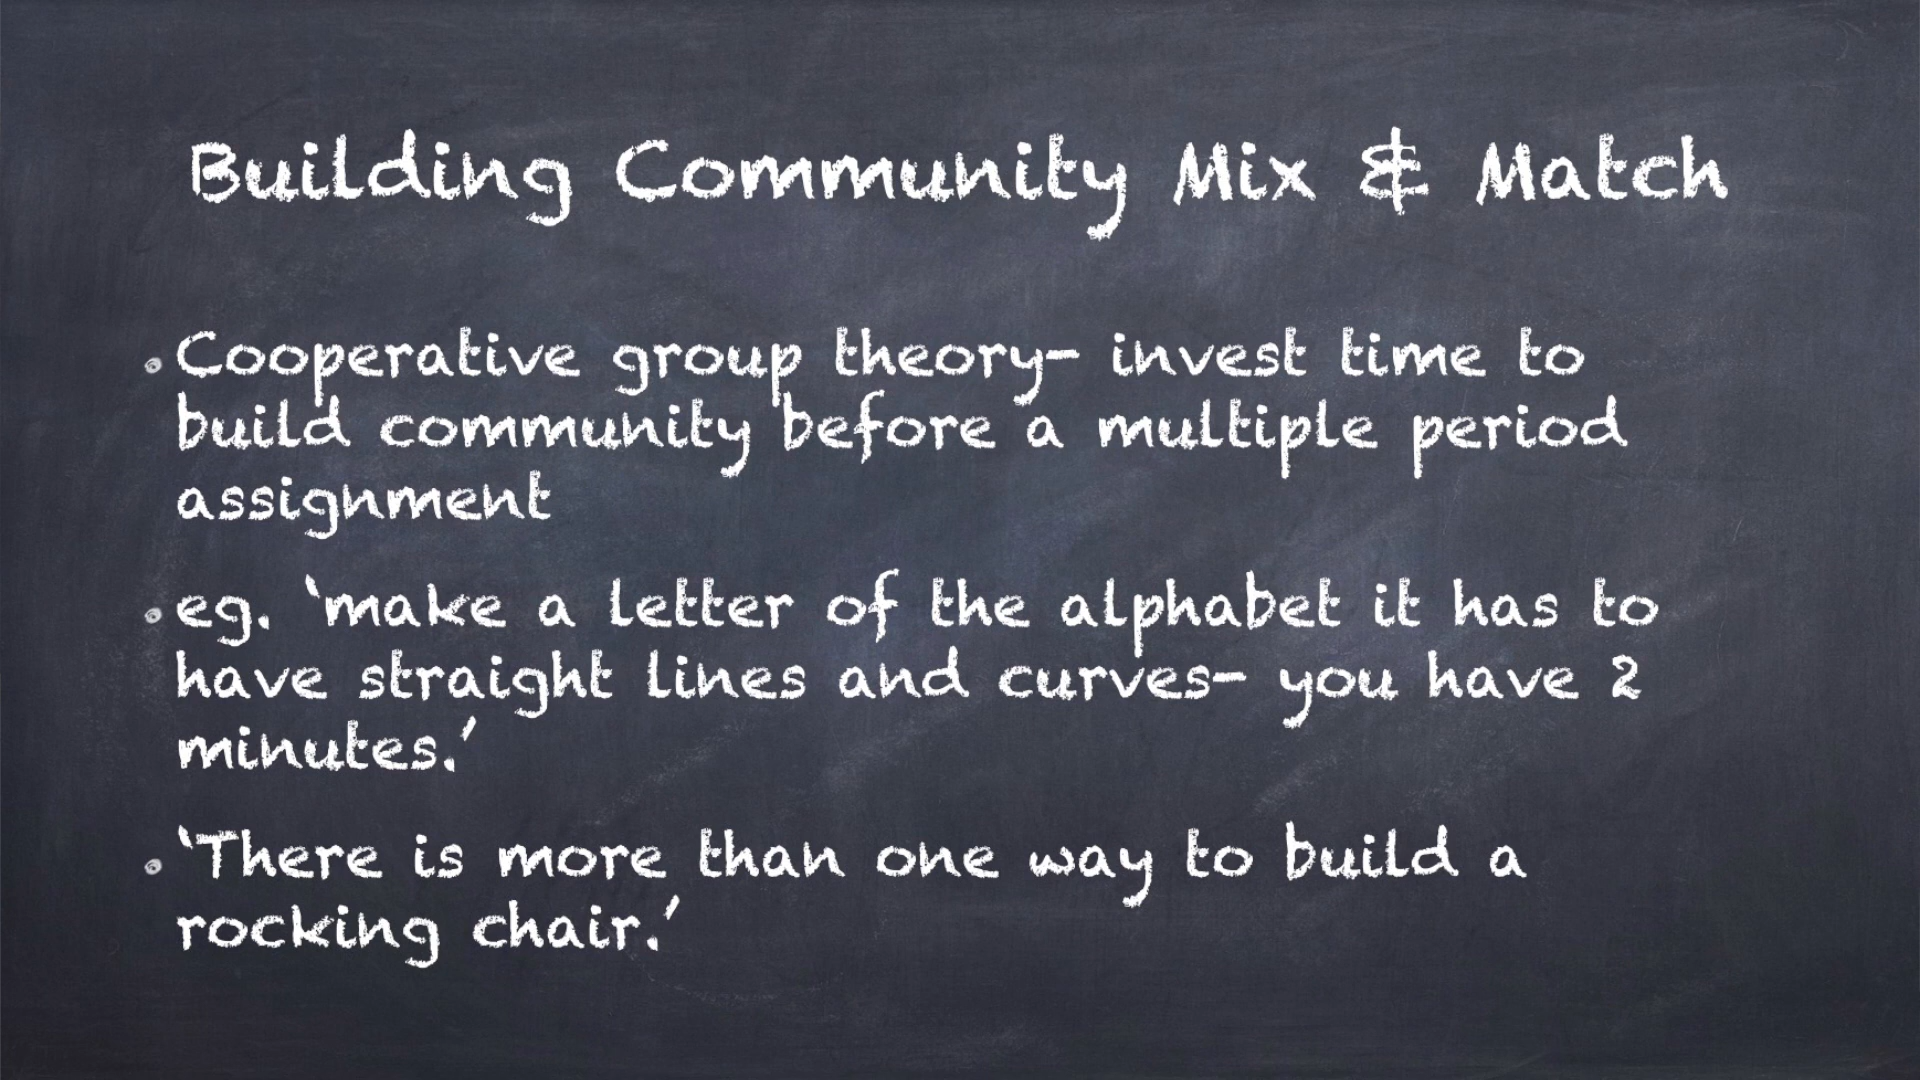 Building Community Mix & Match
• Cooperative group theory- invest time to
build community before a multiple period
assignment
• eg. ‘make a letter of the alphabet it has to
have straight lines and curves- you have 2
minutes.’
• ‘There is more than one way to build a
rocking chair.’